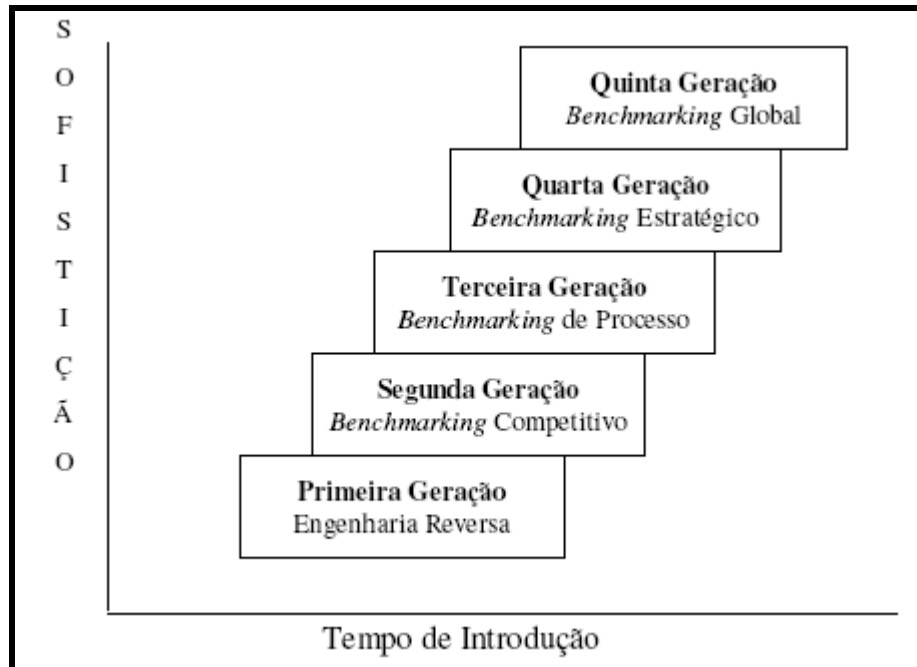 SOFISTIÇÃO
Quinta Geração
Benchmarking Global
Quarta Geração
Benchmarking Estratégico
Terceira Geração
Benchmarking de Processo
Segunda Geração
Benchmarking Competitivo
Primeira Geração
Engenharia Reversa
Tempo de Introdução